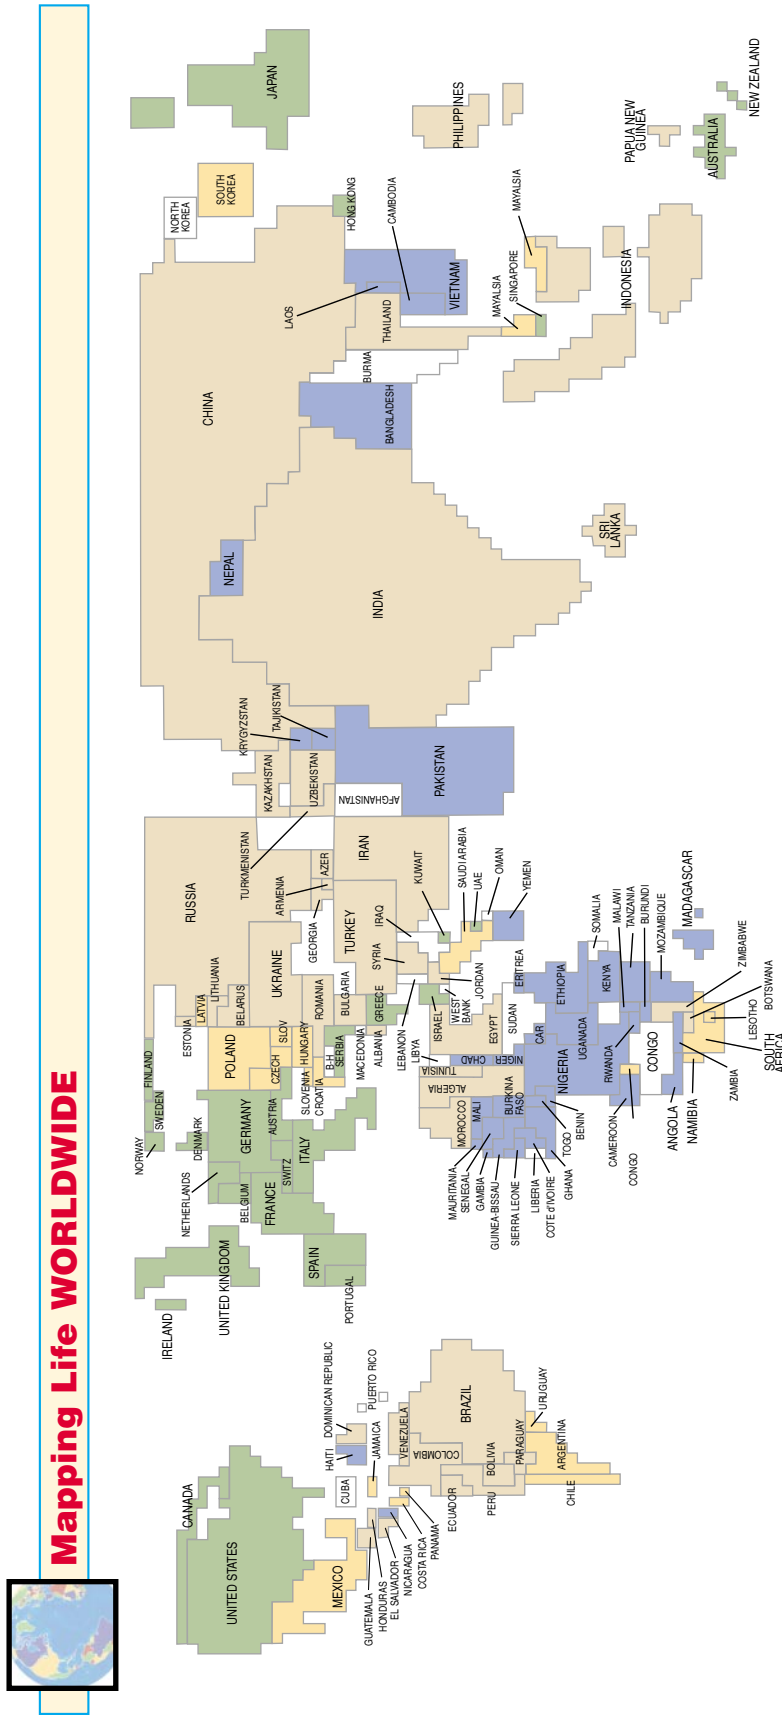 Mapping Life WORLDWIDE
CANADA
UNITED STATES
MEXICO
GUATEMALA
HONDURAS
EL SALVADOR
NICARAGUA
COSTA RICA
PANAMA
CUBA
HAITI
DOMINICAN REPUBLIC
JAMAICA
PUERTO RICO
VENEZUELA
COLOMBIA
ECUADOR
PERU
BRAZIL
BOLIVIA
PARAGUAY
URUGUAY
ARGENTINA
CHILE
IRELAND
UNITED KINGDOM
NORWAY
SWEDEN
FINLAND
DENMARK
NETHERLANDS
BELGIUM
GERMANY
FRANCE
SWITZ
AUSTRIA
ITALY
SPAIN
PORTUGAL
ESTONIA
LATVIA
LITHUANIA
BELARUS
POLAND
CZECH
SLOV
HUNGARY
SLOVENIA
CROATIA
B-H
SERBIA
MACEDONIA
ALBANIA
GREECE
BULGARIA
ROMANIA
UKRAINE
RUSSIA
GEORGIA
ARMENIA
AZER
TURKEY
TURKMENISTAN
KAZAKHSTAN
UZBEKISTAN
KRYGYZSTAN
TAJIKISTAN
AFGHANISTAN
IRAN
IRAQ
SYRIA
LEBANON
ISRAEL
WEST
BANK
JORDAN
KUWAIT
SAUDI ARABIA
UAE
OMAN
YEMEN
PAKISTAN
INDIA
NEPAL
BANGLADESH
SRI
LANKA
CHINA
NORTH
KOREA
SOUTH
KOREA
JAPAN
HONG KONG
BURMA
LAOS
THAILAND
CAMBODIA
VIETNAM
MAYALSIA
SINGAPORE
MAYALSIA
INDONESIA
PHILIPPINES
PAPUA NEW
GUINEA
AUSTRALIA
NEW ZEALAND
MOROCCO
ALGERIA
TUNISIA
LIBYA
EGYPT
SUDAN
ERITREA
ETHIOPIA
SOMALIA
MAURITANIA
SENEGAL
GAMBIA
GUINEA-BISSAU
SIERRA LEONE
LIBERIA
COTE d'IVOIRE
GHANA
TOGO
BENIN
MALI
BURKINA
FASO
NIGER
CHAD
NIGERIA
CAR
CAMEROON
CONGO
CONGO
UGANADA
RWANDA
KENYA
MALAWI
TANZANIA
BURUNDI
MOZAMBIQUE
MADAGASCAR
ANGOLA
NAMIBIA
ZAMBIA
ZIMBABWE
BOTSWANA
LESOTHO
SOUTH
AFRICA